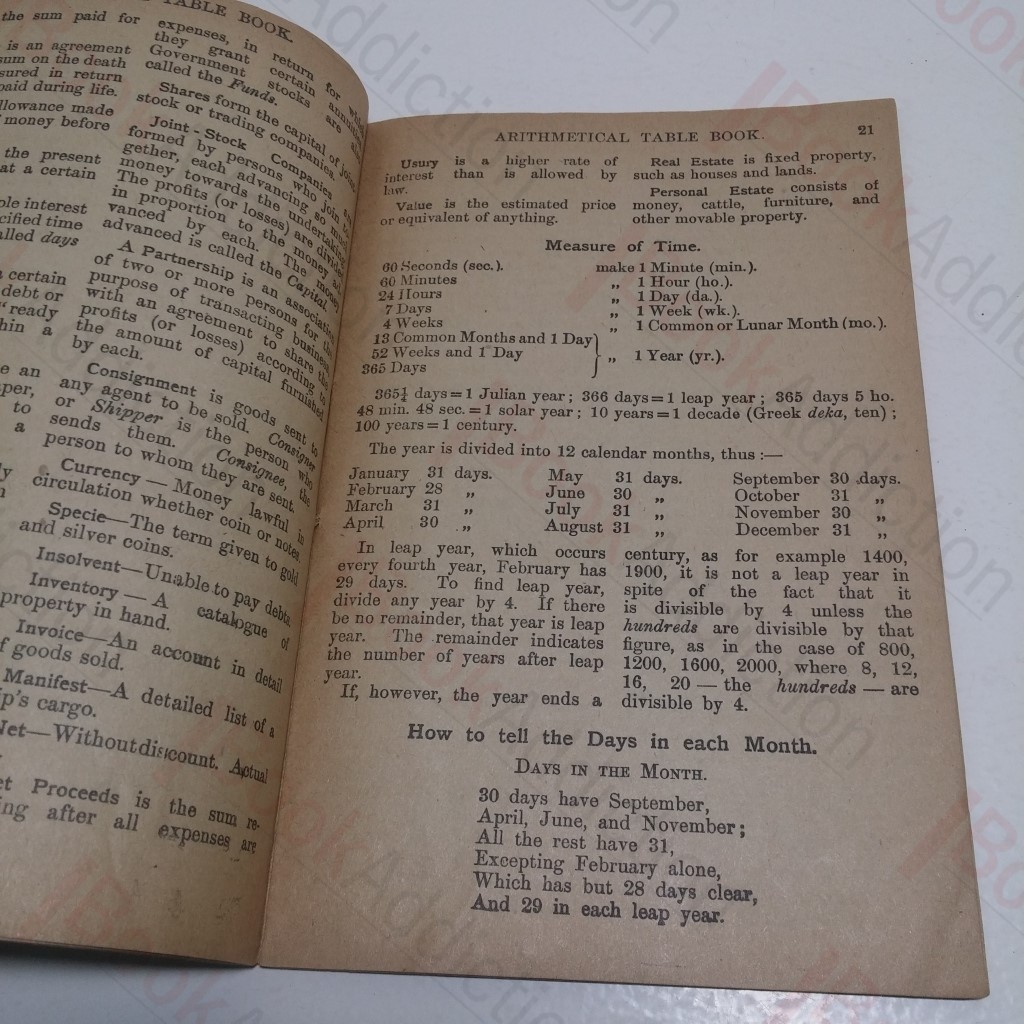 TABLE BOOK.
the sum paid for
is an agreement
sum on the death
sured in return
paid during life.
llowance made
money before
the present
at a certain
ple interest
cified time
alled days
a certain
debt or
"ready
hin a
e an
aper,
to
a
expenses, in return for which
they grant certain annuities
Government stocks are
called the Funds.
Shares form the capital of joint
stock or trading companies.
Joint-Stock Companies are
formed by persons who join to-
gether, each advancing so much
money towards the undertaking
The profits (or losses) are divided
in proportion to the money ad-
vanced by each. The money
advanced is called the Capital.
A Partnership is an association
of two or more persons for the
purpose of transacting business
with an agreement to share the
profits (or losses) according to
the amount of capital furnished
by each.
Consignment is goods sent to
any agent to be sold. Consigner
or Shipper is the person who
sends them. Consignee, the
person to whom they are sent.
Currency — Money lawful in
circulation whether coin or notes.
Specie—The term given to gold
and silver coins.
Insolvent—Unable to pay debts.
Inventory — A catalogue of
property in hand.
Invoice—An account in detail
f goods sold.
Manifest—A detailed list of a
ip's cargo.
Net—Without discount. Actual
et Proceeds is the sum re-
ing after all expenses are
ARITHMETICAL TABLE BOOK. 21
Usury is a higher rate of
interest than is allowed by
law.
Value is the estimated price
or equivalent of anything.
Real Estate is fixed property,
such as houses and lands.
Personal Estate consists of
money, cattle, furniture, and
other movable property.
Measure of Time.
60 Seconds (sec.). make 1 Minute (min.).
60 Minutes „ 1 Hour (ho.).
24 Hours „ 1 Day (da.).
7 Days „ 1 Week (wk.).
4 Weeks „ 1 Common or Lunar Month (mo.).
13 Common Months and 1 Day
52 Weeks and 1 Day „ 1 Year (yr.).
365 Days
365¼ days=1 Julian year; 366 days=1 leap year; 365 days 5 ho.
48 min. 48 sec.=1 solar year; 10 years=1 decade (Greek deka, ten);
100 years=1 century.
The year is divided into 12 calendar months, thus :—
January 31 days. May 31 days. September 30 days.
February 28 „ June 30 „ October 31 „
March 31 „ July 31 „ November 30 „
April 30 „ August 31 „ December 31 „
In leap year, which occurs
every fourth year, February has
29 days. To find leap year,
divide any year by 4. If there
be no remainder, that year is leap
year. The remainder indicates
the number of years after leap
year.
If, however, the year ends a
century, as for example 1400,
1900, it is not a leap year in
spite of the fact that it
is divisible by 4 unless the
hundreds are divisible by that
figure, as in the case of 800,
1200, 1600, 2000, where 8, 12,
16, 20 — the hundreds — are
divisible by 4.
How to tell the Days in each Month.
DAYS IN THE MONTH.
30 days have September,
April, June, and November;
All the rest have 31,
Excepting February alone,
Which has but 28 days clear,
And 29 in each leap year.